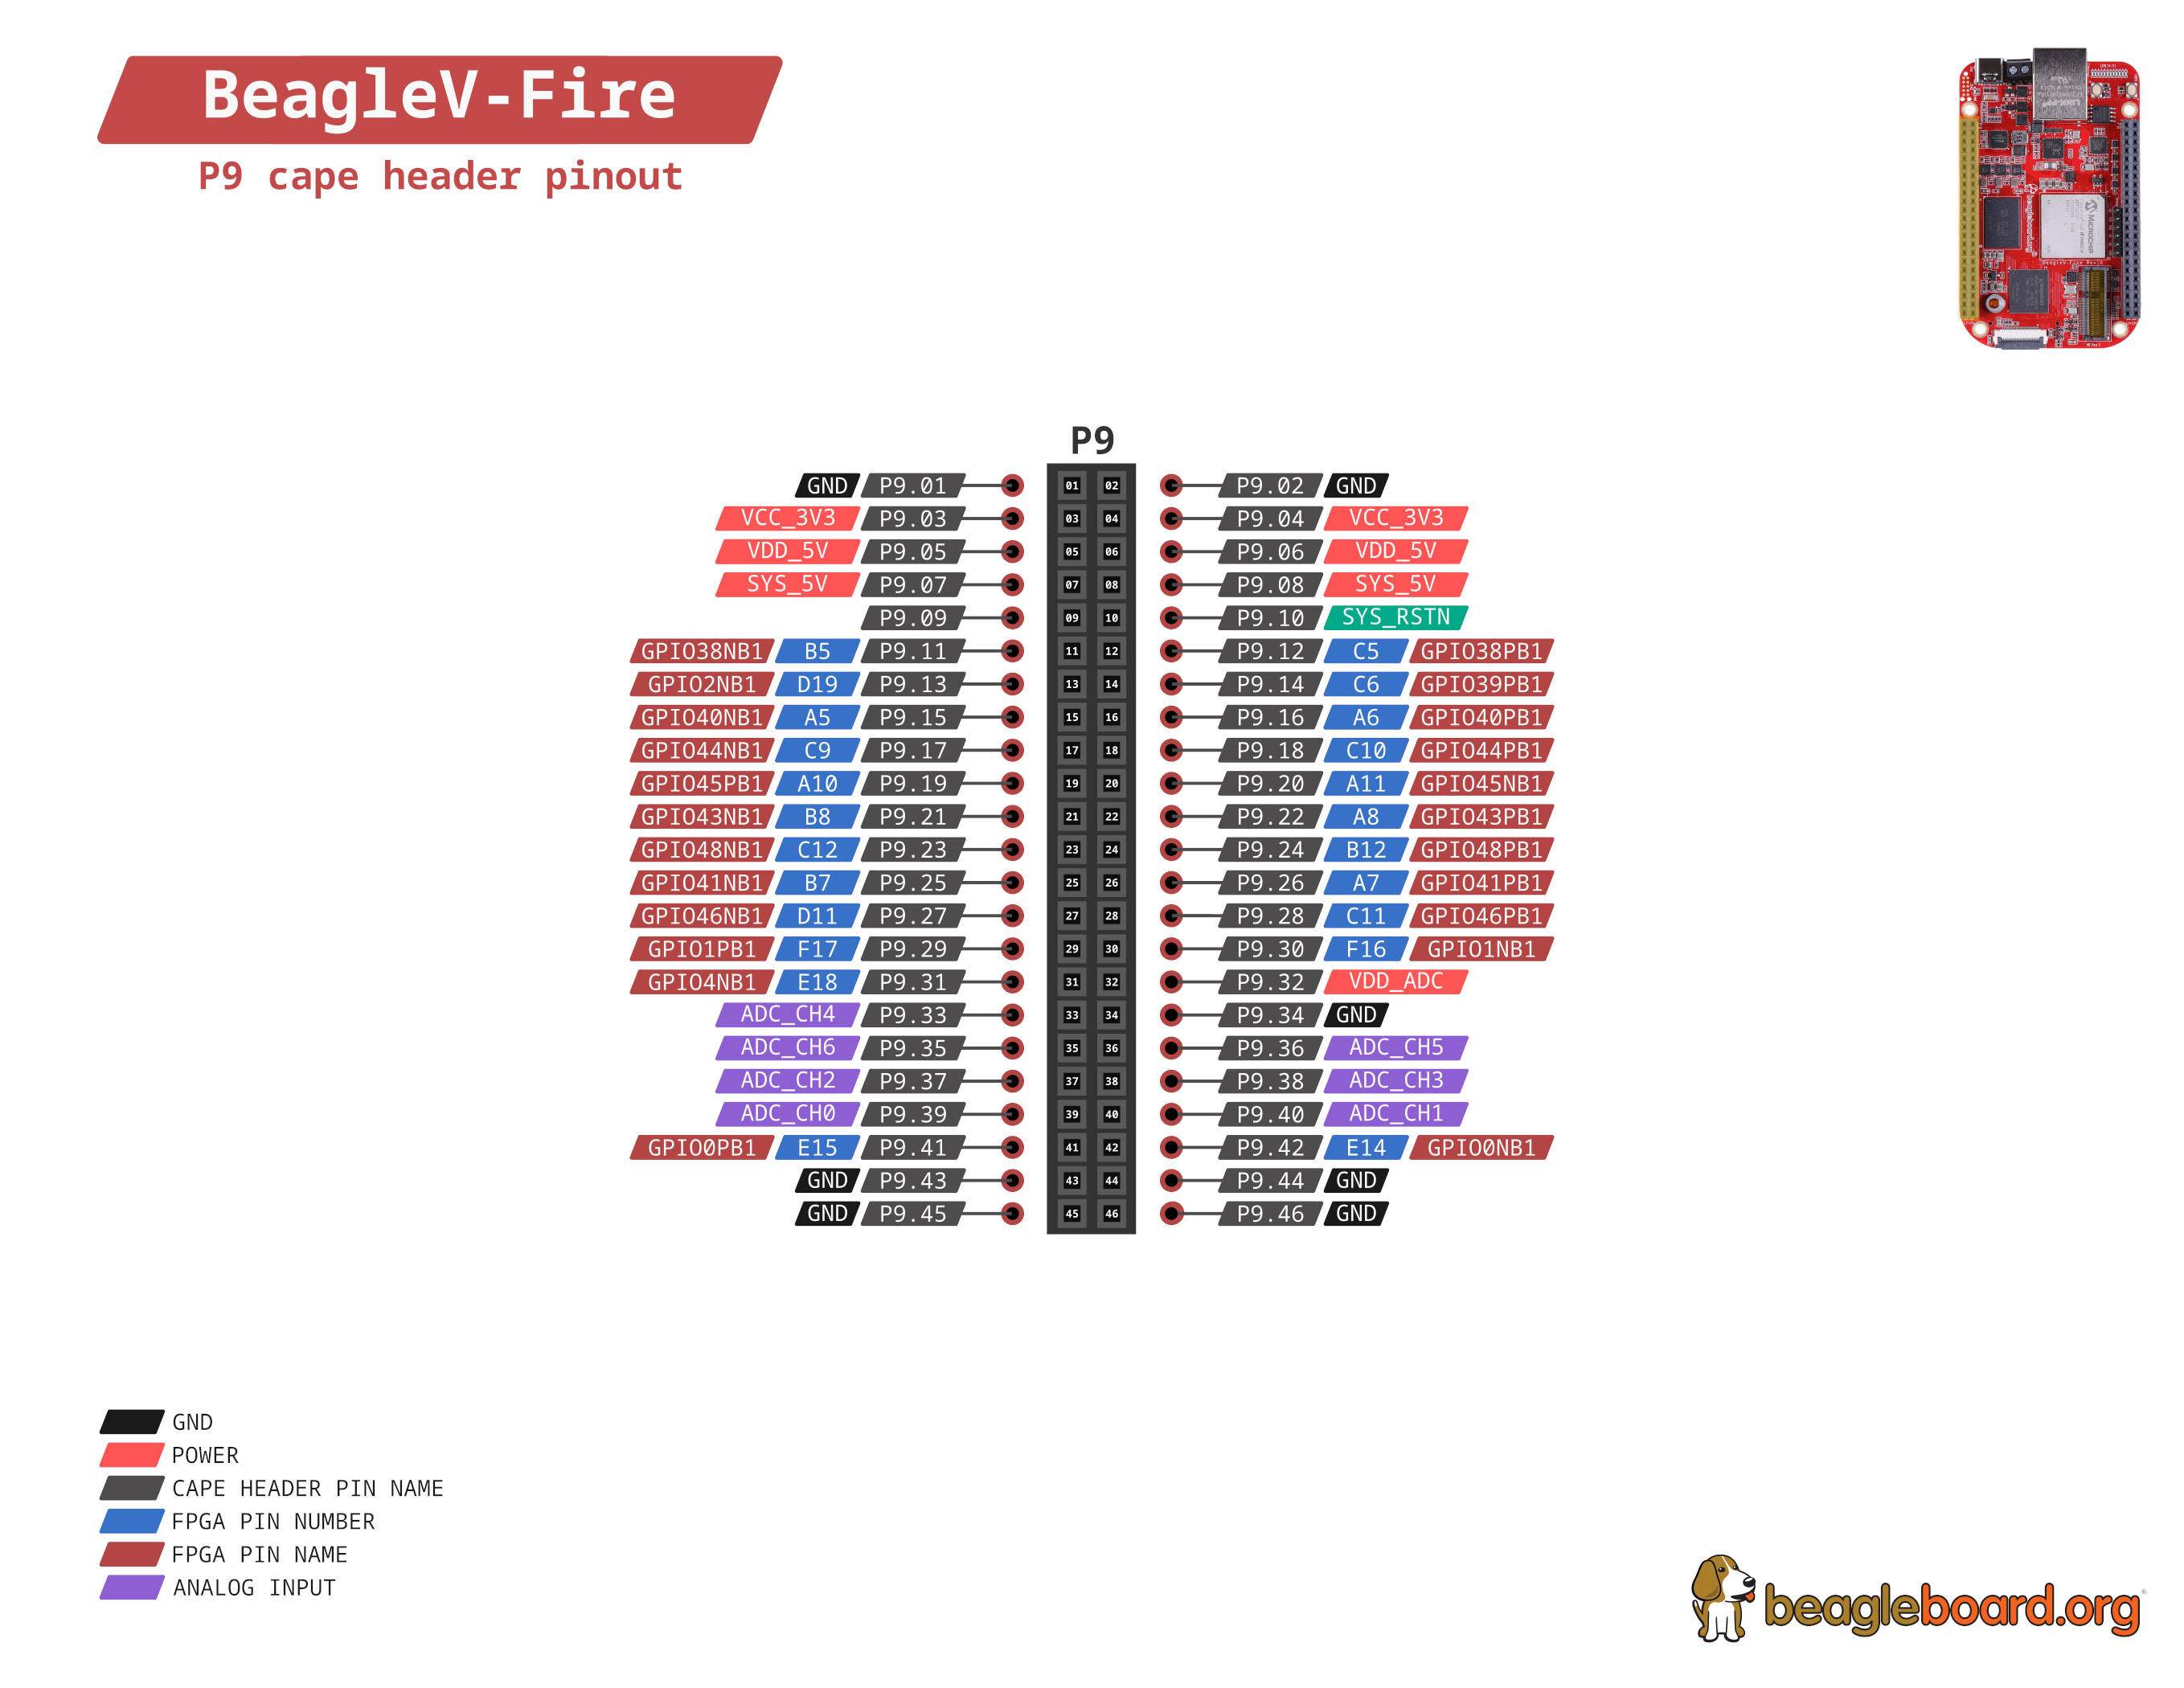 BeagleV-Fire
P9 cape header pinout
P9
GND P9.01 01 02 P9.02 GND
VCC_3V3 P9.03 03 04 P9.04 VCC_3V3
VDD_5V P9.05 05 06 P9.06 VDD_5V
SYS_5V P9.07 07 08 P9.08 SYS_5V
P9.09 09 10 P9.10 SYS_RSTN
GPIO38NB1 B5 P9.11 11 12 P9.12 C5 GPIO38PB1
GPIO2NB1 D19 P9.13 13 14 P9.14 C6 GPIO39PB1
GPIO40NB1 A5 P9.15 15 16 P9.16 A6 GPIO40PB1
GPIO44NB1 C9 P9.17 17 18 P9.18 C10 GPIO44PB1
GPIO45PB1 A10 P9.19 19 20 P9.20 A11 GPIO45NB1
GPIO43NB1 B8 P9.21 21 22 P9.22 A8 GPIO43PB1
GPIO48NB1 C12 P9.23 23 24 P9.24 B12 GPIO48PB1
GPIO41NB1 B7 P9.25 25 26 P9.26 A7 GPIO41PB1
GPIO46NB1 D11 P9.27 27 28 P9.28 C11 GPIO46PB1
GPIO1PB1 F17 P9.29 29 30 P9.30 F16 GPIO1NB1
GPIO4NB1 E18 P9.31 31 32 P9.32 VDD_ADC
ADC_CH4 P9.33 33 34 P9.34 GND
ADC_CH6 P9.35 35 36 P9.36 ADC_CH5
ADC_CH2 P9.37 37 38 P9.38 ADC_CH3
ADC_CH0 P9.39 39 40 P9.40 ADC_CH1
GPIO0PB1 E15 P9.41 41 42 P9.42 E14 GPIO0NB1
GND P9.43 43 44 P9.44 GND
GND P9.45 45 46 P9.46 GND
GND
POWER
CAPE HEADER PIN NAME
FPGA PIN NUMBER
FPGA PIN NAME
ANALOG INPUT
beagleboard.org
MICROCHIP